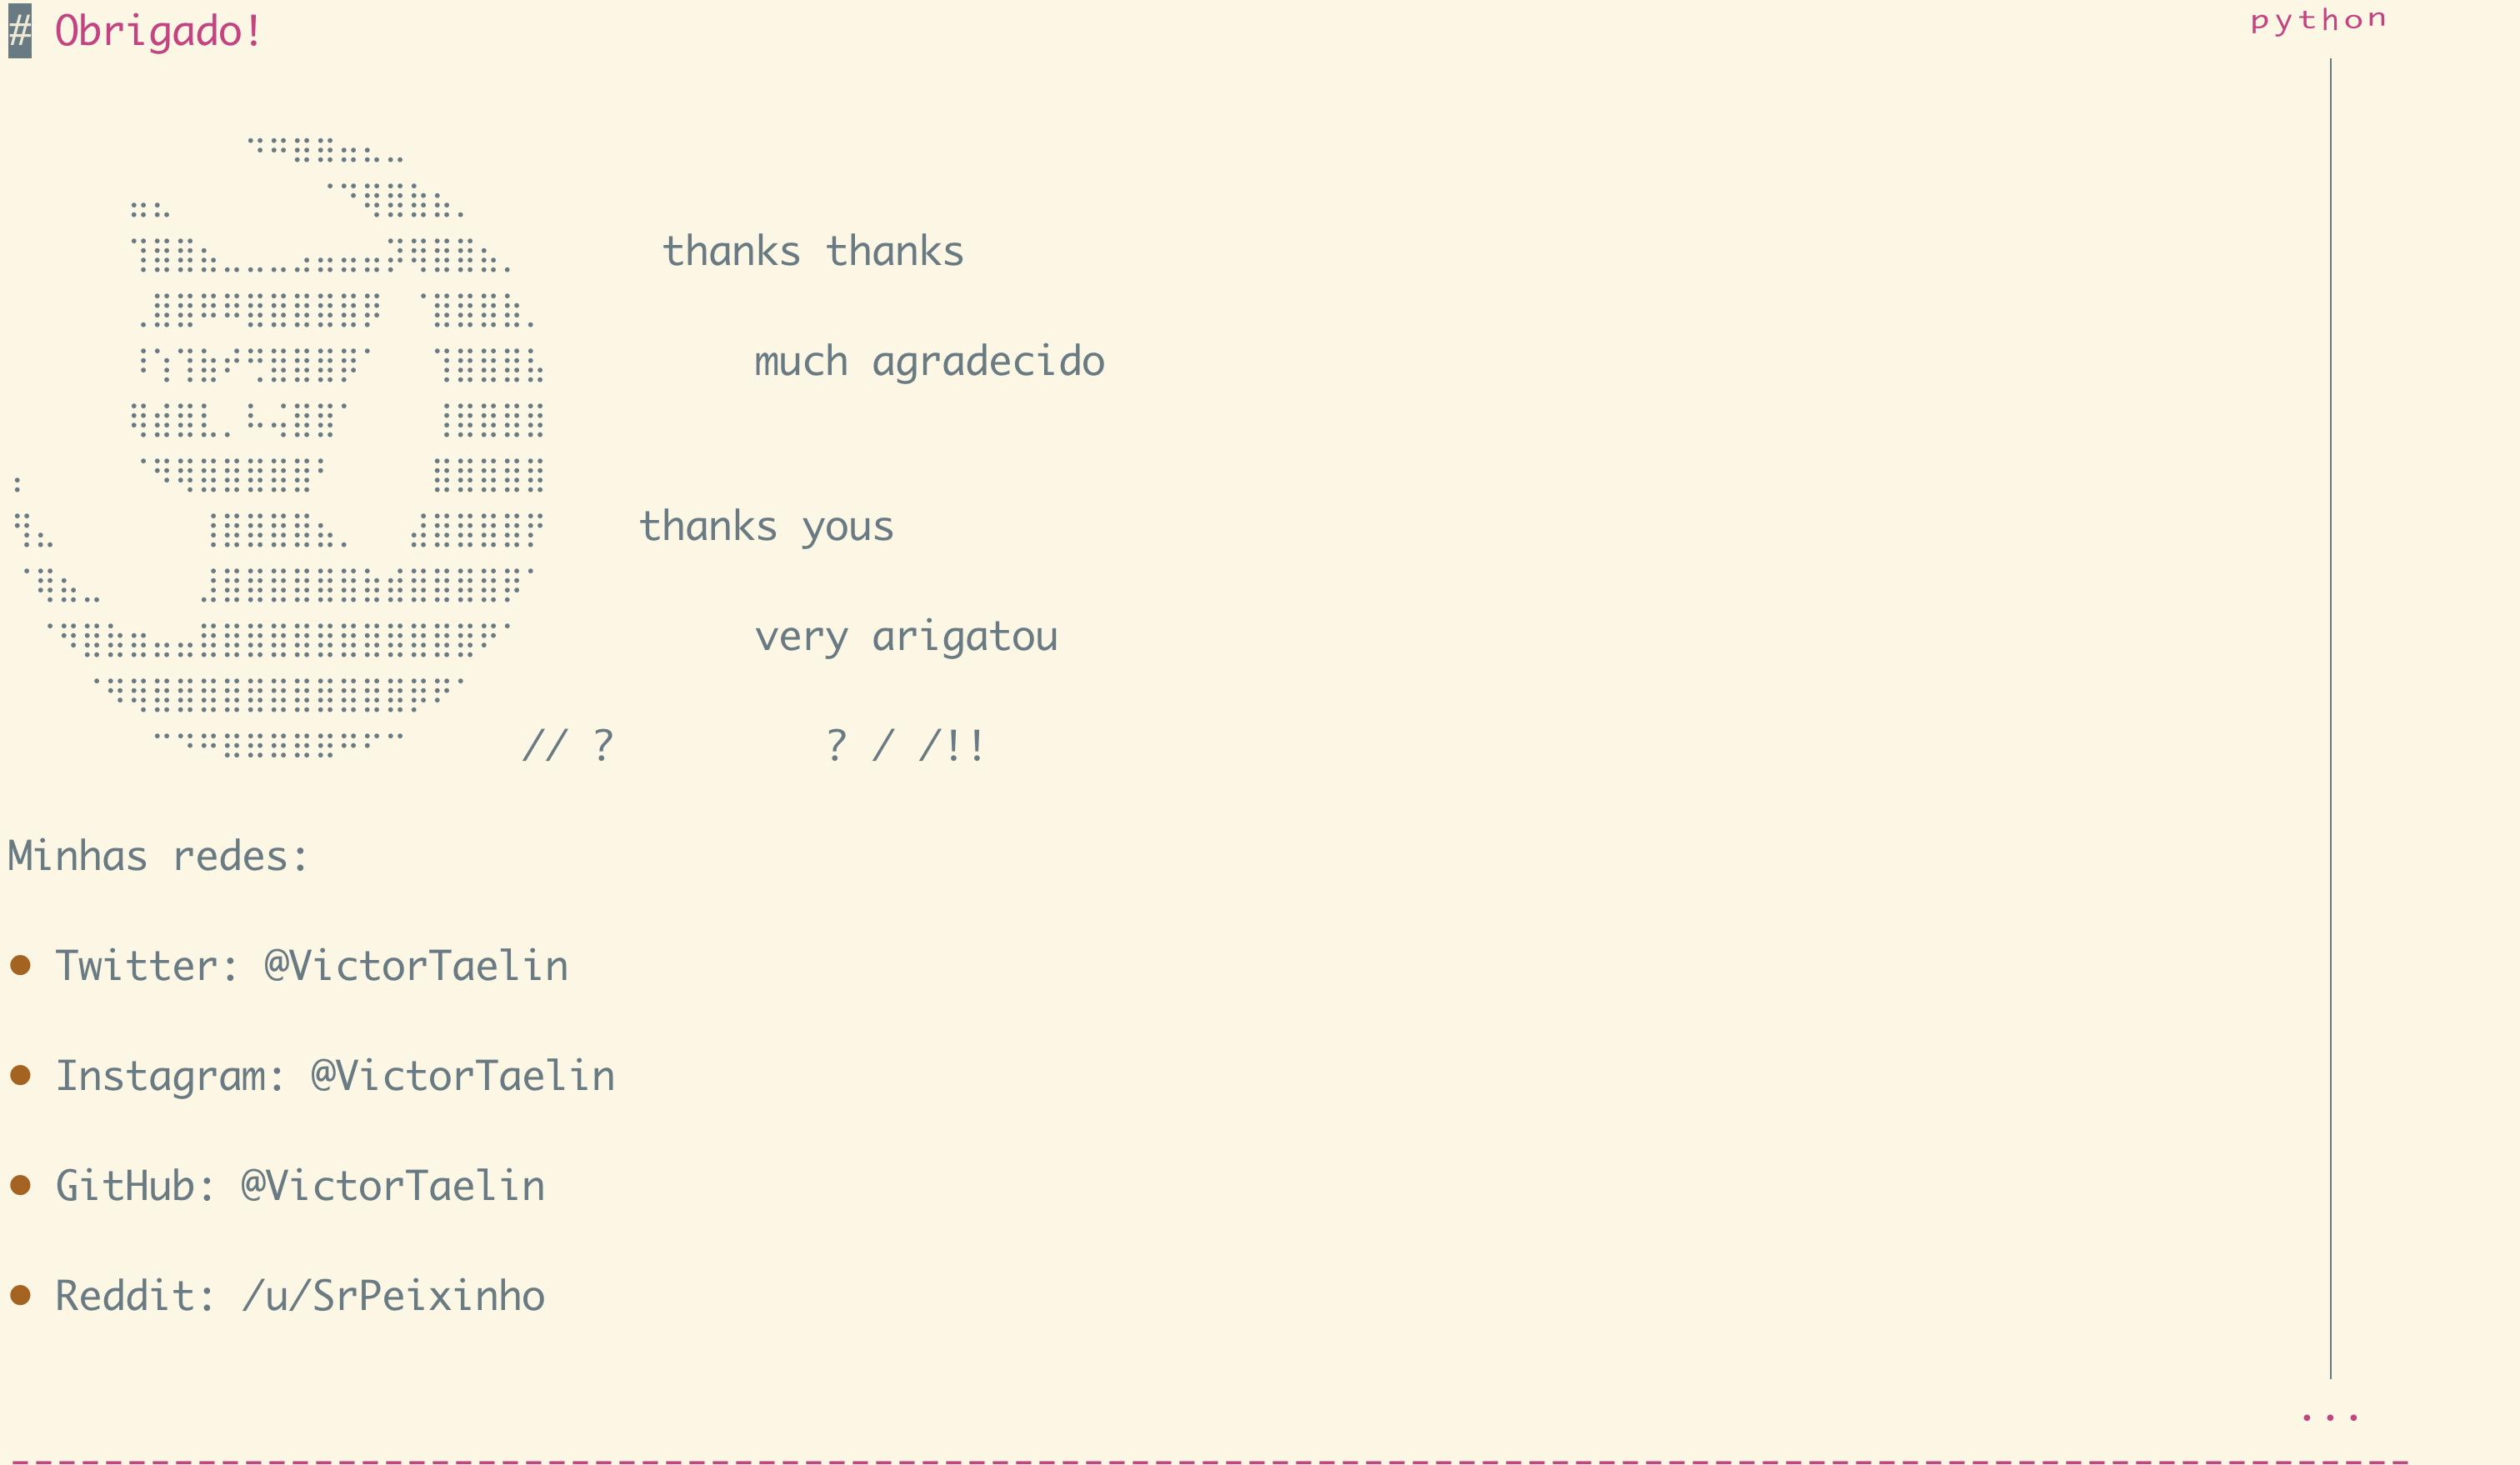 # Obrigado!
python
thanks thanks
much agradecido
thanks yous
very arigatou
// ? ? / /!!
Minhas redes:
● Twitter: @VictorTaelin
● Instagram: @VictorTaelin
● GitHub: @VictorTaelin
● Reddit: /u/SrPeixinho
...